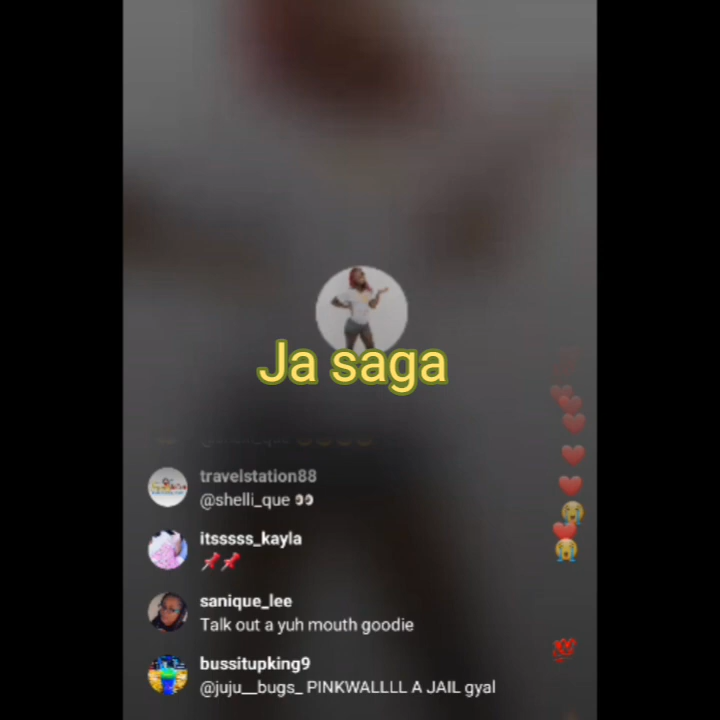 Ja saga
travelstation88
@shelli_que 👀
itsssss_kayla
📌📌
sanique_lee
Talk out a yuh mouth goodie
bussitupking9
@juju__bugs_ PINKWALLLL A JAIL gyal